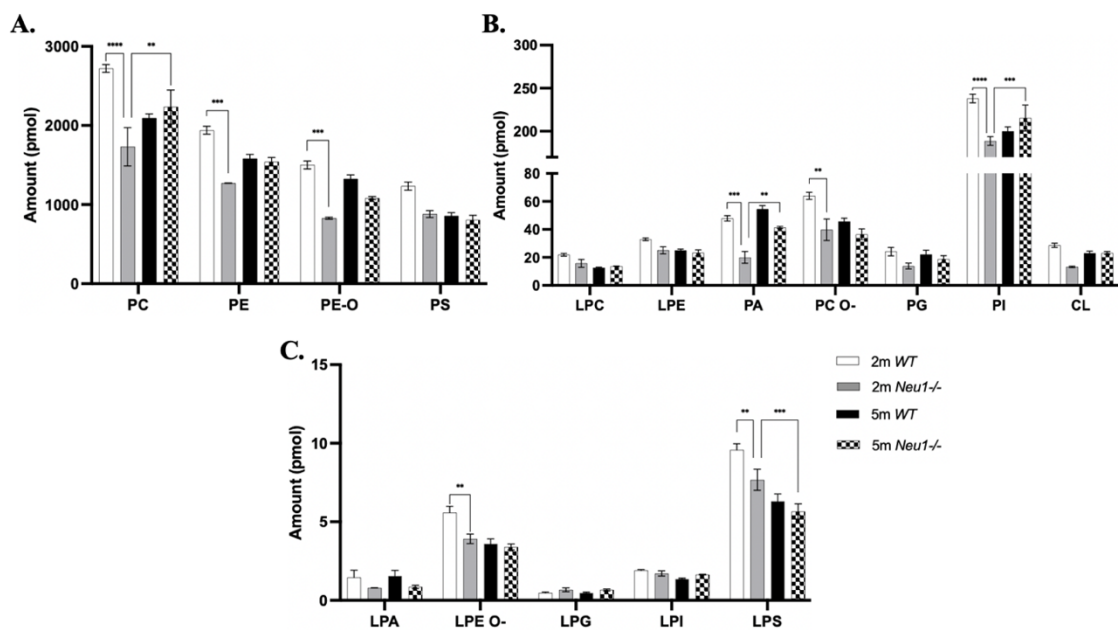 A.
Amount (pmol)
3000
2000
1000
0
**** **
***
***
PC PE PE-O PS
B.
Amount (pmol)
300
250
200
150
80
60
40
20
0
*** **
**
**** ***
LPC LPE PA PC O- PG PI CL
C.
Amount (pmol)
15
10
5
0
**
** ***
LPA LPE O- LPG LPI LPS
2m WT
2m Neu1-/-
5m WT
5m Neu1-/-